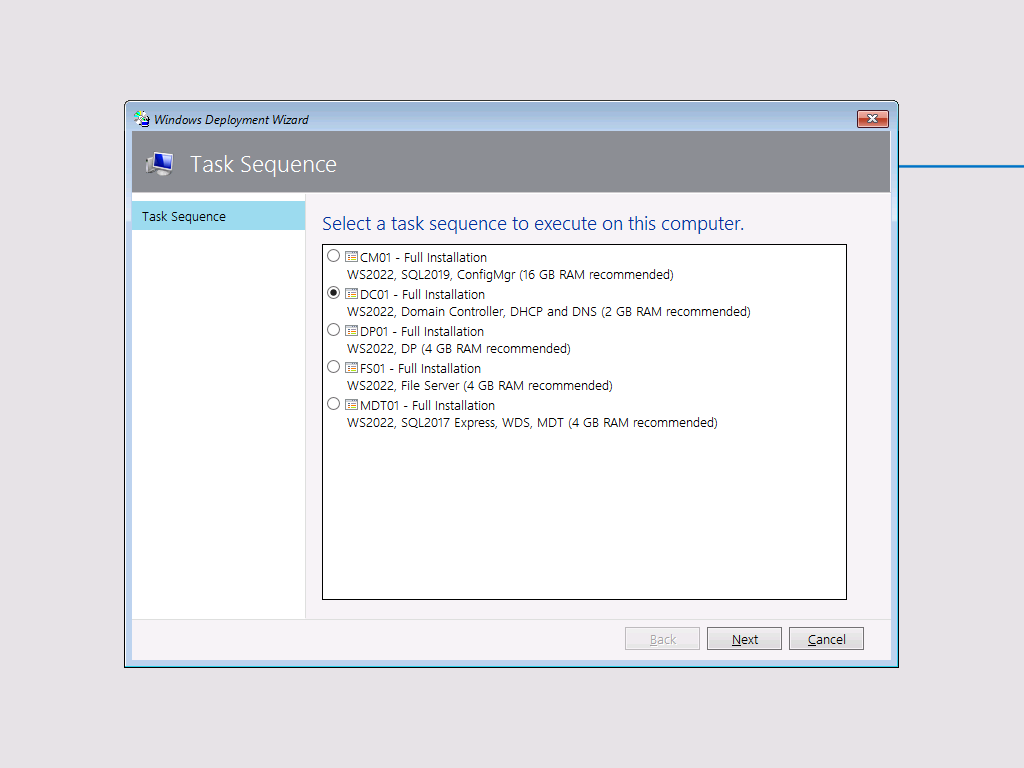 Windows Deployment Wizard
Task Sequence
Task Sequence
Select a task sequence to execute on this computer.
CM01 - Full Installation
WS2022, SQL2019, ConfigMgr (16 GB RAM recommended)
DC01 - Full Installation
WS2022, Domain Controller, DHCP and DNS (2 GB RAM recommended)
DP01 - Full Installation
WS2022, DP (4 GB RAM recommended)
FS01 - Full Installation
WS2022, File Server (4 GB RAM recommended)
MDT01 - Full Installation
WS2022, SQL2017 Express, WDS, MDT (4 GB RAM recommended)
Back Next Cancel